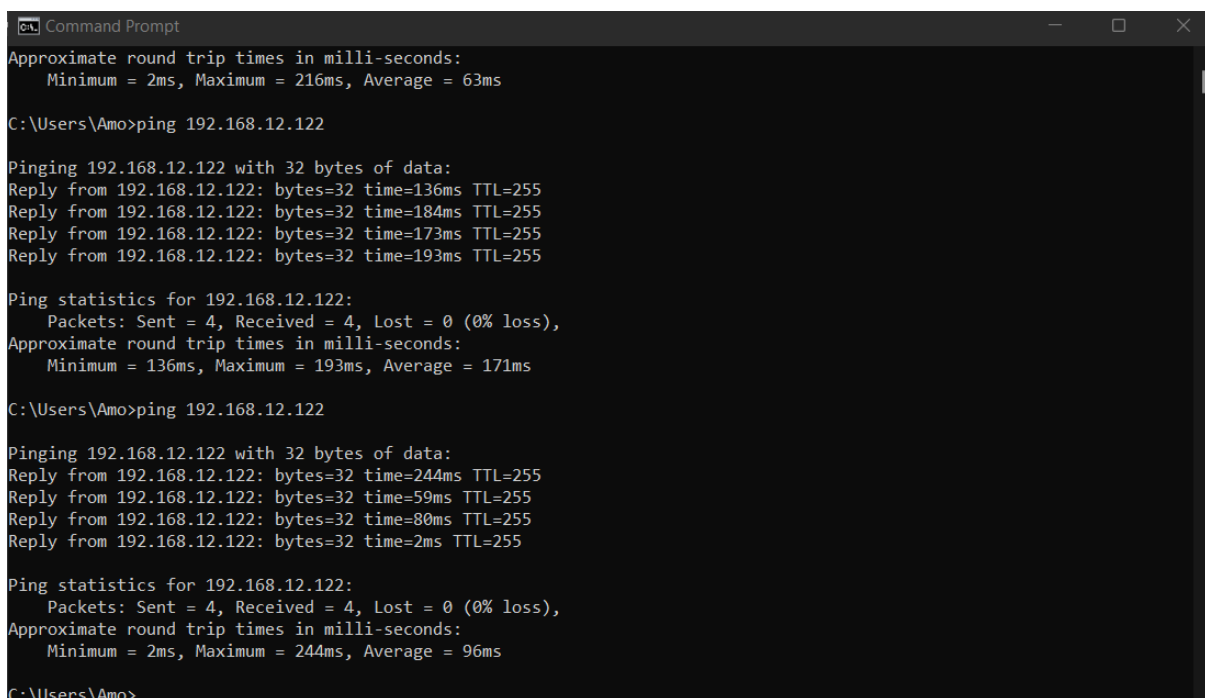 Command Prompt
Approximate round trip times in milli-seconds:
    Minimum = 2ms, Maximum = 216ms, Average = 63ms
C:\Users\Amo>ping 192.168.12.122
Pinging 192.168.12.122 with 32 bytes of data:
Reply from 192.168.12.122: bytes=32 time=136ms TTL=255
Reply from 192.168.12.122: bytes=32 time=184ms TTL=255
Reply from 192.168.12.122: bytes=32 time=173ms TTL=255
Reply from 192.168.12.122: bytes=32 time=193ms TTL=255
Ping statistics for 192.168.12.122:
    Packets: Sent = 4, Received = 4, Lost = 0 (0% loss),
Approximate round trip times in milli-seconds:
    Minimum = 136ms, Maximum = 193ms, Average = 171ms
C:\Users\Amo>ping 192.168.12.122
Pinging 192.168.12.122 with 32 bytes of data:
Reply from 192.168.12.122: bytes=32 time=244ms TTL=255
Reply from 192.168.12.122: bytes=32 time=59ms TTL=255
Reply from 192.168.12.122: bytes=32 time=80ms TTL=255
Reply from 192.168.12.122: bytes=32 time=2ms TTL=255
Ping statistics for 192.168.12.122:
    Packets: Sent = 4, Received = 4, Lost = 0 (0% loss),
Approximate round trip times in milli-seconds:
    Minimum = 2ms, Maximum = 244ms, Average = 96ms
C:\Users\Amo>